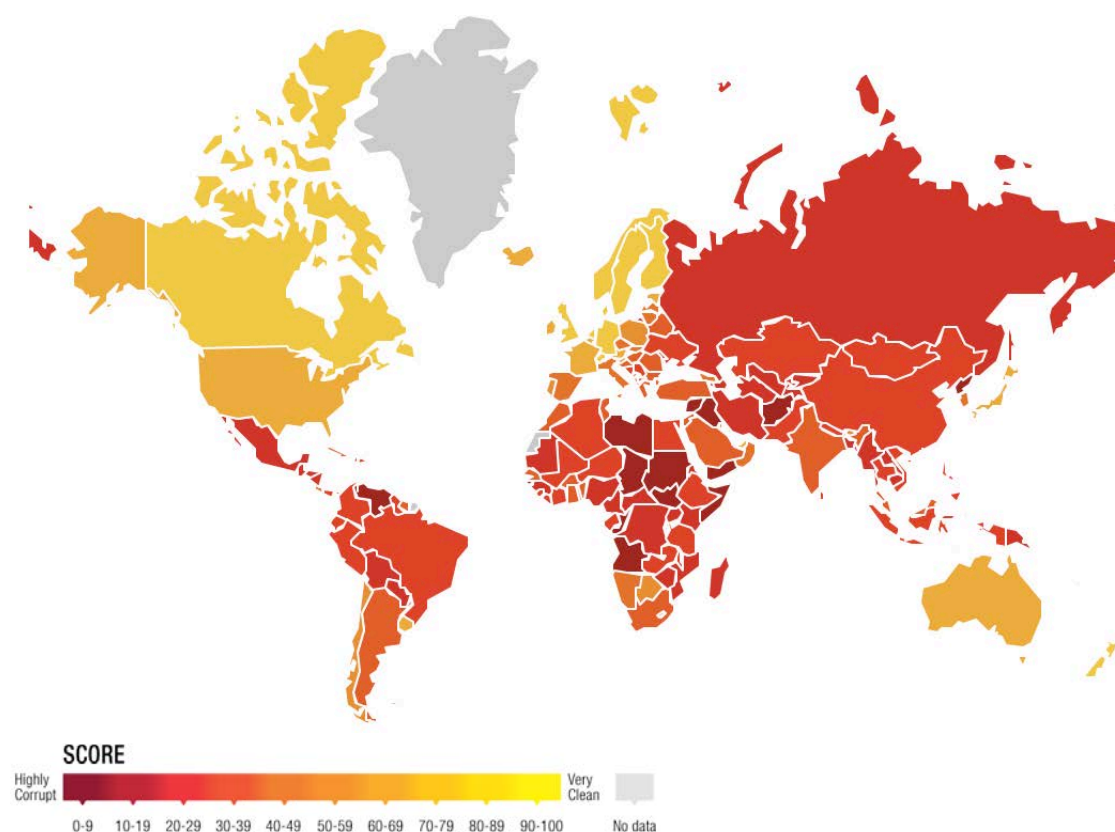 SCORE
Highly Corrupt
Very Clean
0-9 10-19 20-29 30-39 40-49 50-59 60-69 70-79 80-89 90-100 No data